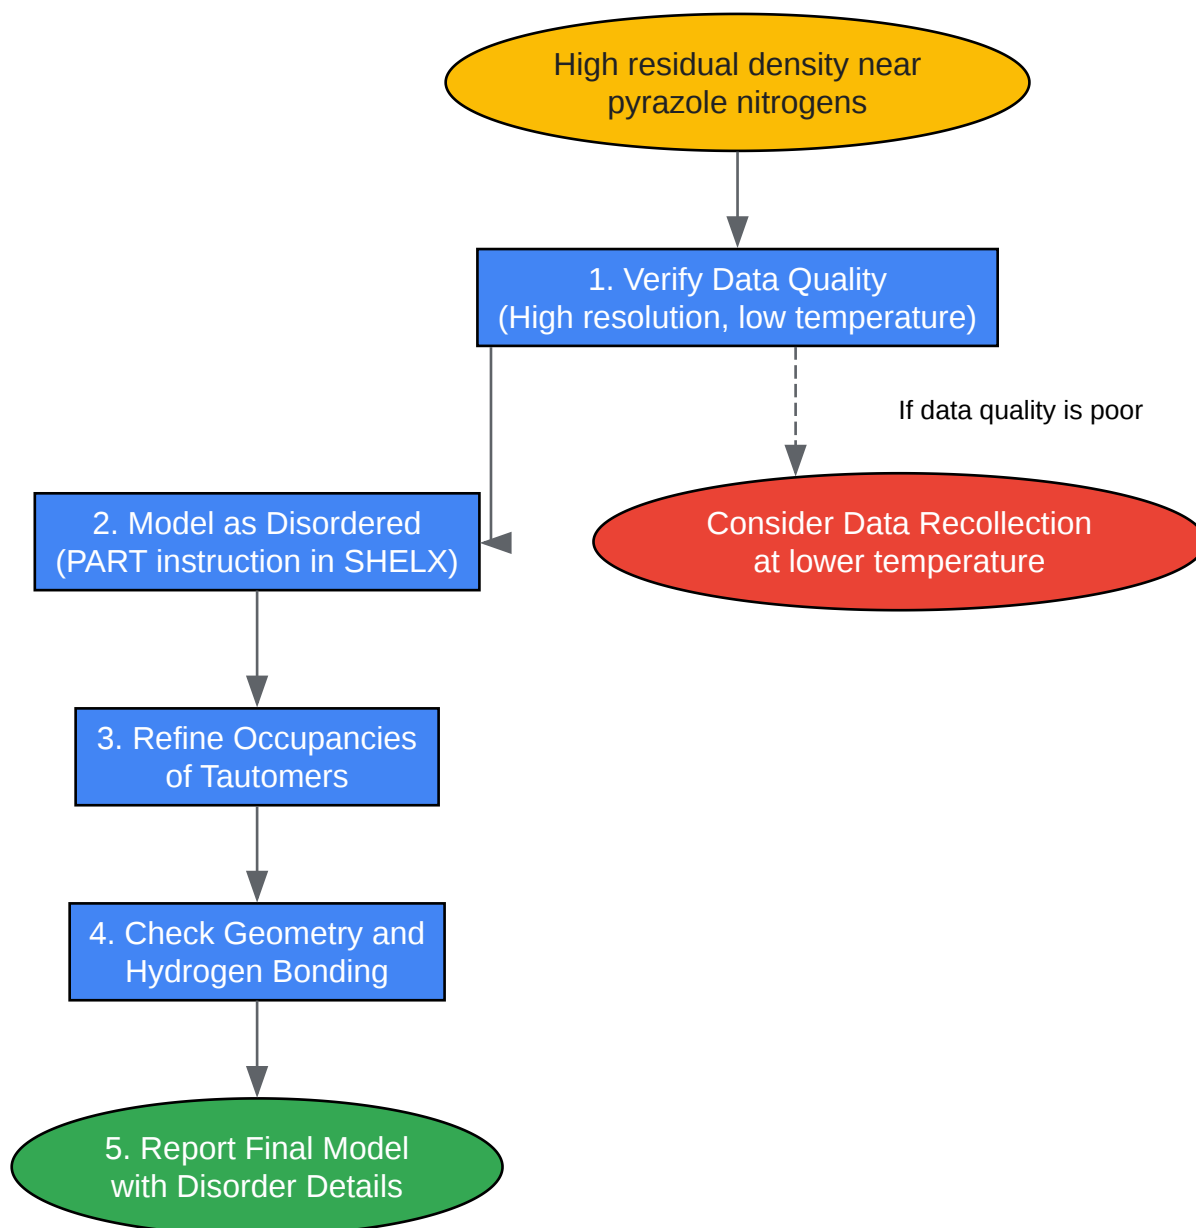 High residual density near
pyrazole nitrogens
1. Verify Data Quality
(High resolution, low temperature)
If data quality is poor
2. Model as Disordered
(PART instruction in SHELX)
Consider Data Recollection
at lower temperature
3. Refine Occupancies
of Tautomers
4. Check Geometry and
Hydrogen Bonding
5. Report Final Model
with Disorder Details